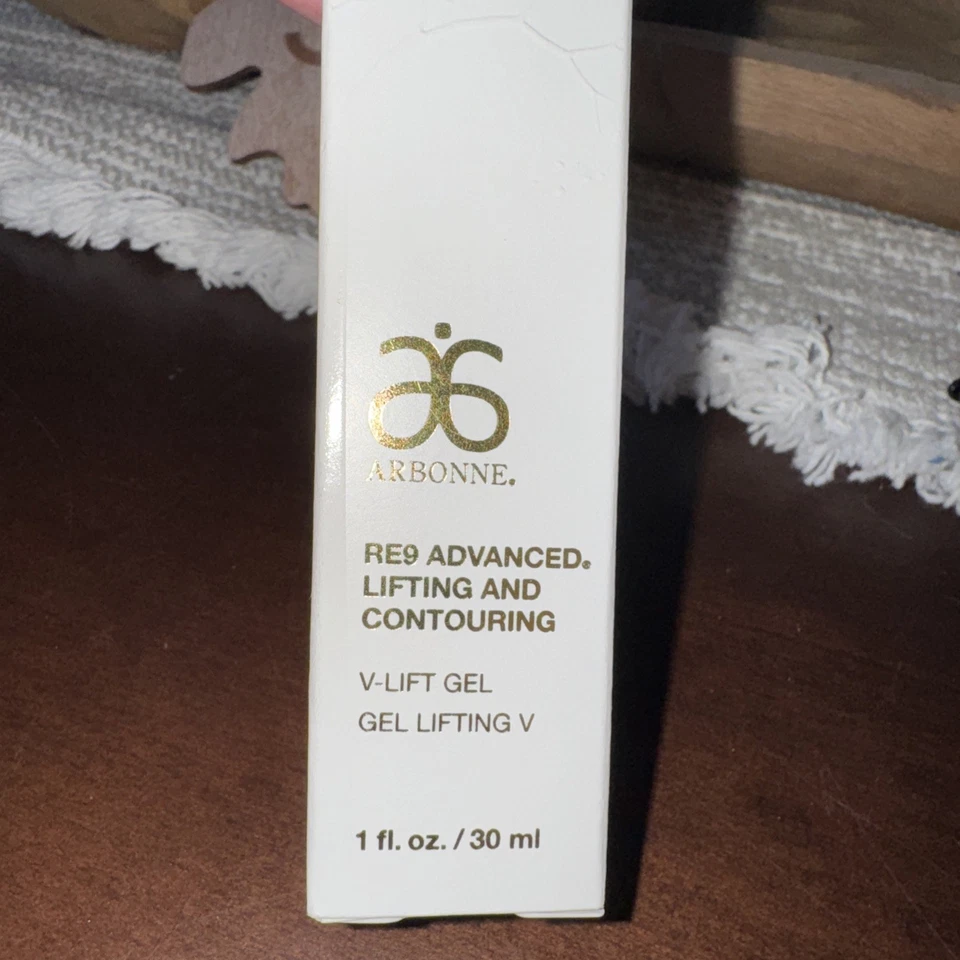 ARBONNE®
RE9 ADVANCED®
LIFTING AND
CONTOURING
V-LIFT GEL
GEL LIFTING V
1 fl. oz. / 30 ml